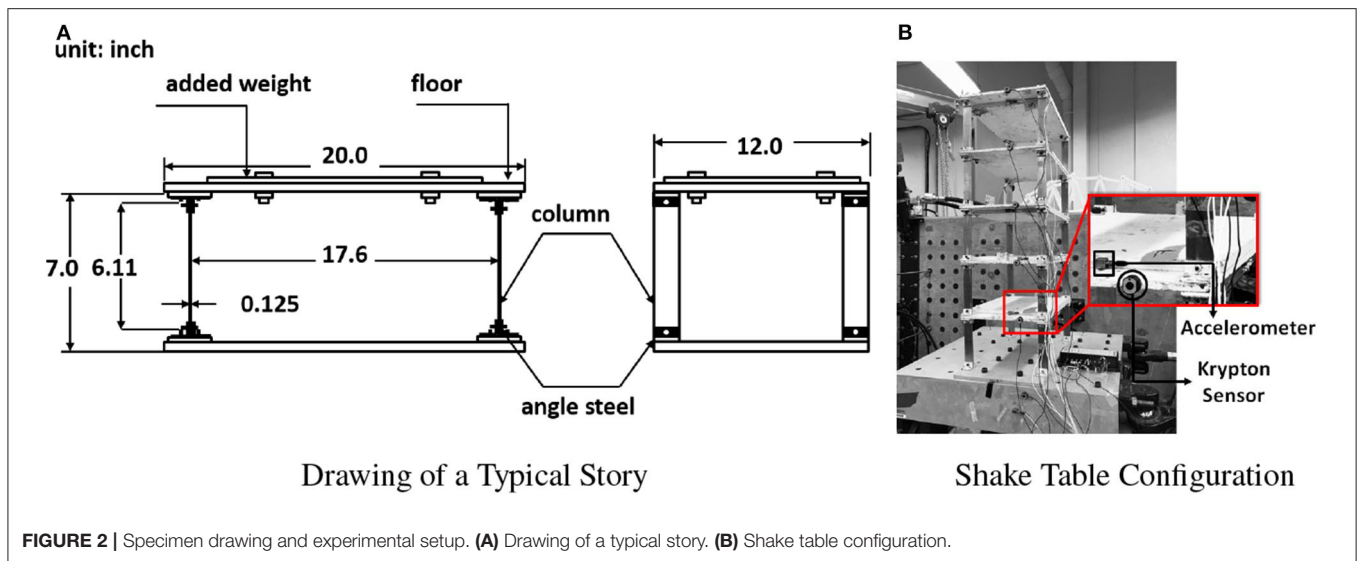 A
unit: inch
added weight
floor
20.0
12.0
column
7.0
6.11
17.6
0.125
angle steel
Drawing of a Typical Story
B
Accelerometer
Krypton
Sensor
Shake Table Configuration
FIGURE 2 | Specimen drawing and experimental setup. (A) Drawing of a typical story. (B) Shake table configuration.